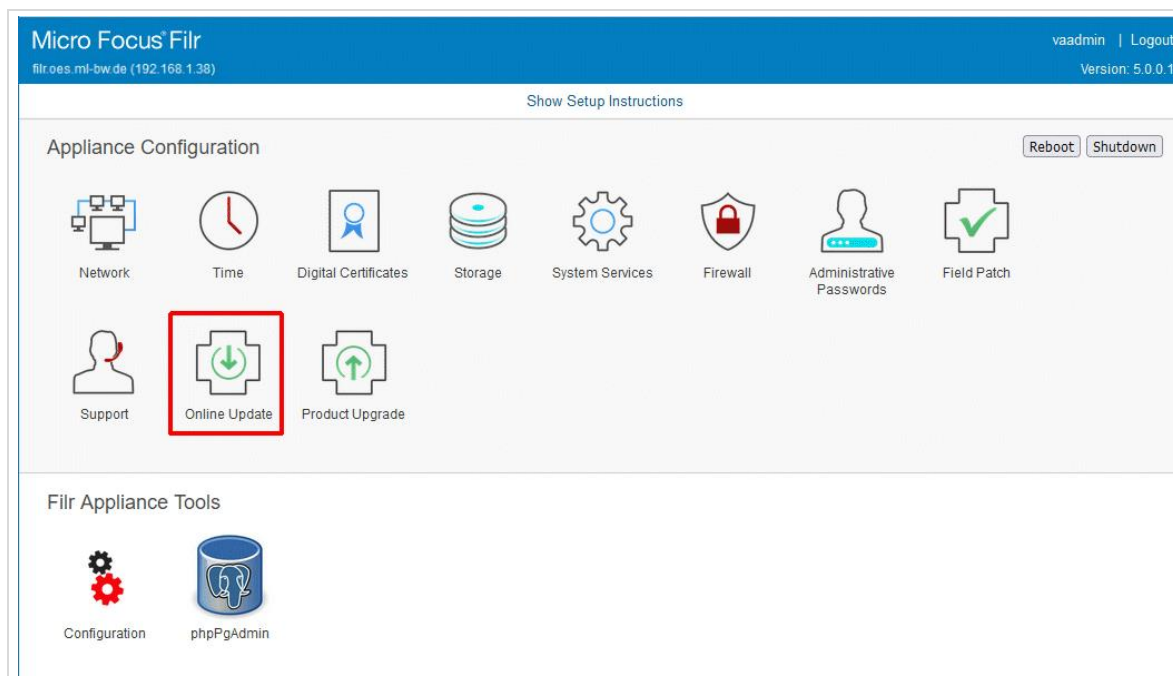 Micro Focus® Filr
vaadmin | Logout
filr.oes.ml-bw.de (192.168.1.38)
Version: 5.0.0.1
Show Setup Instructions
Appliance Configuration
Reboot Shutdown
Network
Time
Digital Certificates
Storage
System Services
Firewall
Administrative
Passwords
Field Patch
Support
Online Update
Product Upgrade
Filr Appliance Tools
Configuration
phpPgAdmin